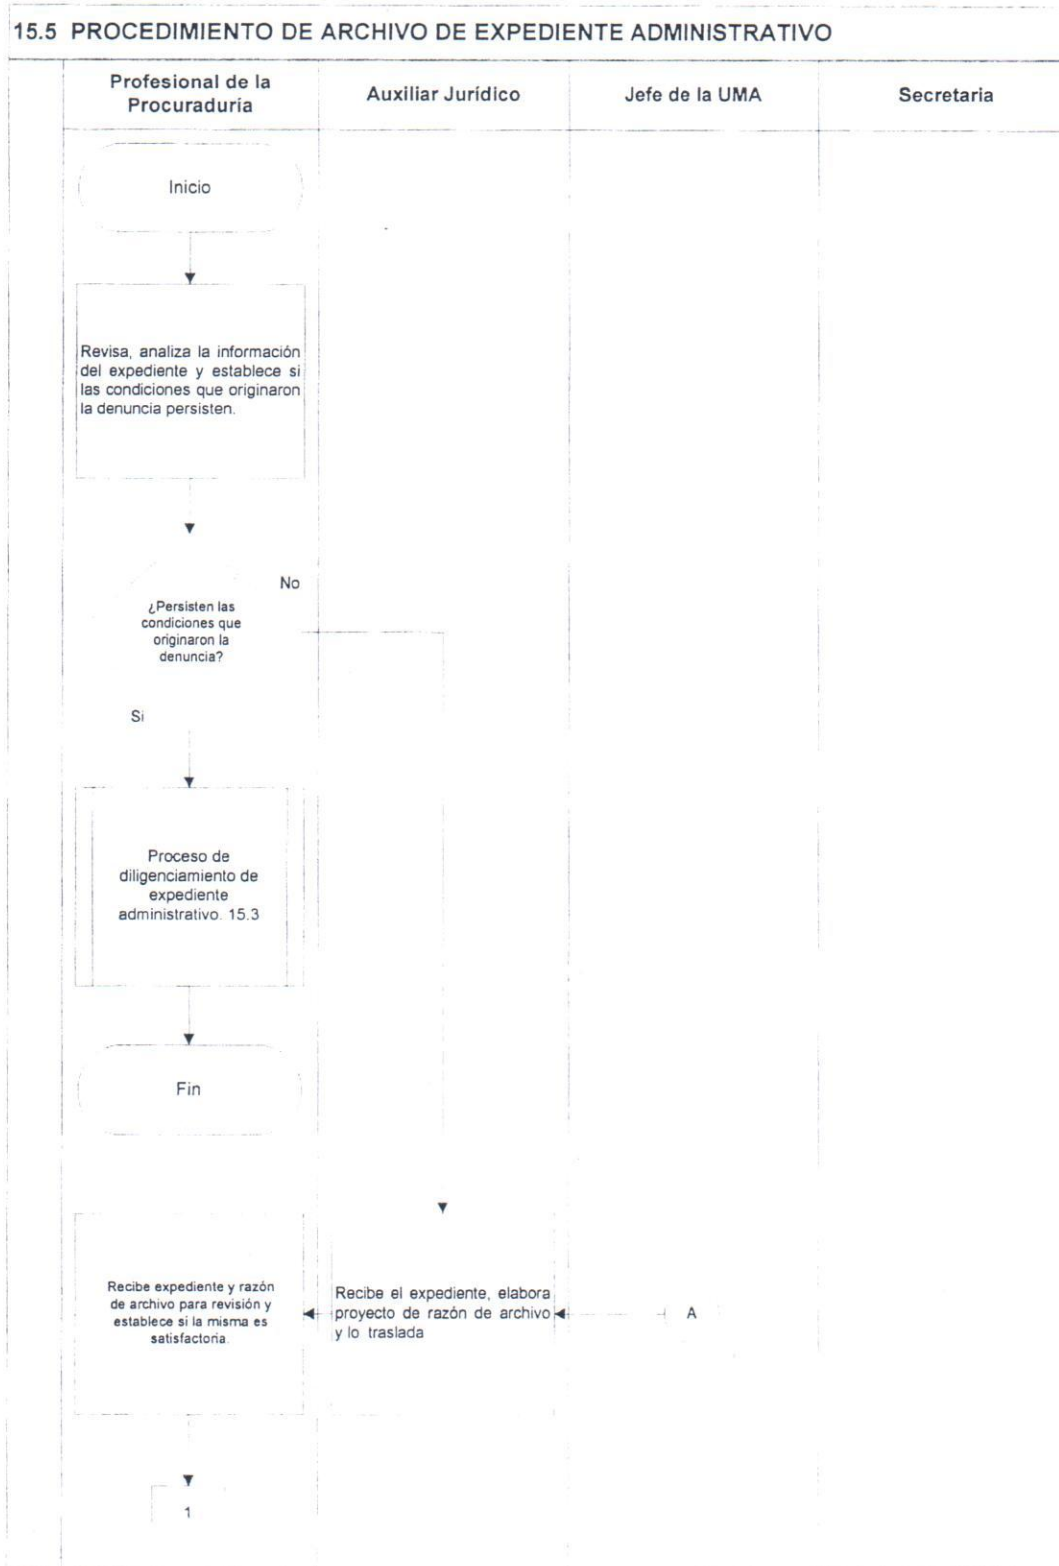 15.5 PROCEDIMIENTO DE ARCHIVO DE EXPEDIENTE ADMINISTRATIVO
Profesional de la
Procuraduría
Auxiliar Jurídico
Jefe de la UMA
Secretaria
Inicio
Revisa, analiza la información
del expediente y establece si
las condiciones que originaron
la denuncia persisten.
No
¿Persisten las
condiciones que
originaron la
denuncia?
Si
Proceso de
diligenciamiento de
expediente
administrativo. 15.3
Fin
Recibe expediente y razón
de archivo para revisión y
establece si la misma es
satisfactoria.
Recibe el expediente, elabora
proyecto de razón de archivo
y lo traslada
A
1